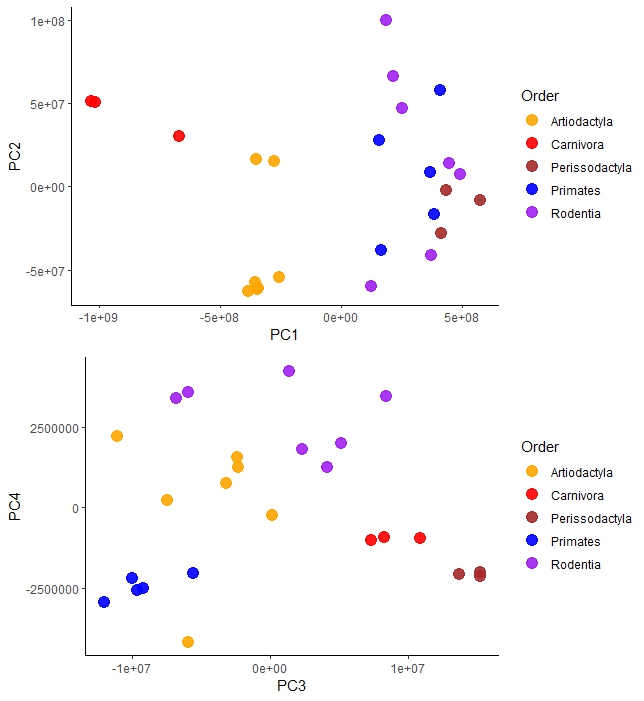 1e+08
5e+07
0e+00
-5e+07
PC2
-1e+09 -5e+08 0e+00 5e+08
PC1
Order
Artiodactyla
Carnivora
Perissodactyla
Primates
Rodentia
2500000
0
-2500000
PC4
-1e+07 0e+00 1e+07
PC3
Order
Artiodactyla
Carnivora
Perissodactyla
Primates
Rodentia